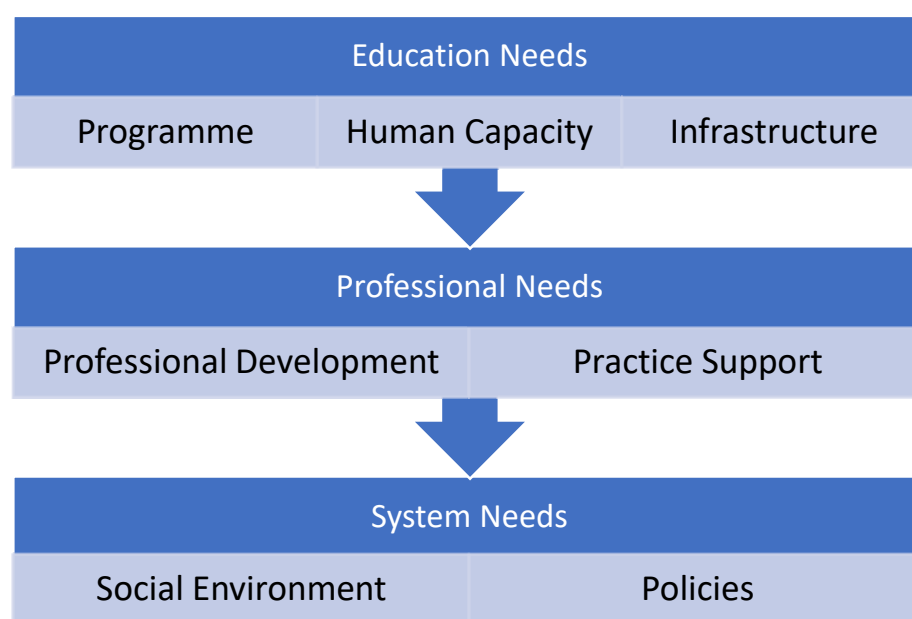 Education Needs
Programme Human Capacity Infrastructure
Professional Needs
Professional Development Practice Support
System Needs
Social Environment Policies